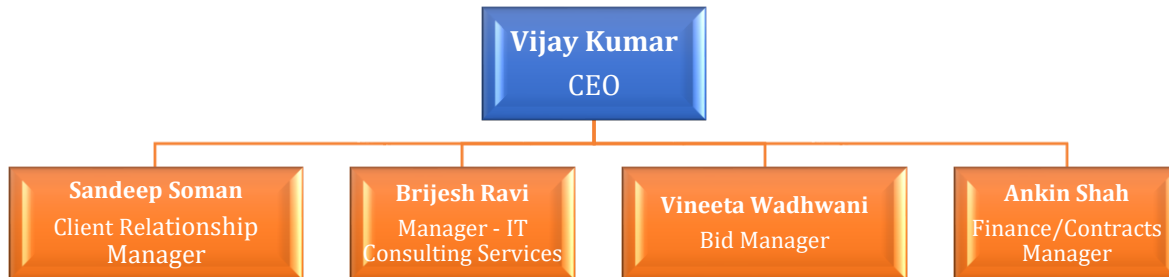 Vijay Kumar
CEO
Sandeep Soman
Client Relationship
Manager
Brijesh Ravi
Manager - IT
Consulting Services
Vineeta Wadhwani
Bid Manager
Ankin Shah
Finance/Contracts
Manager